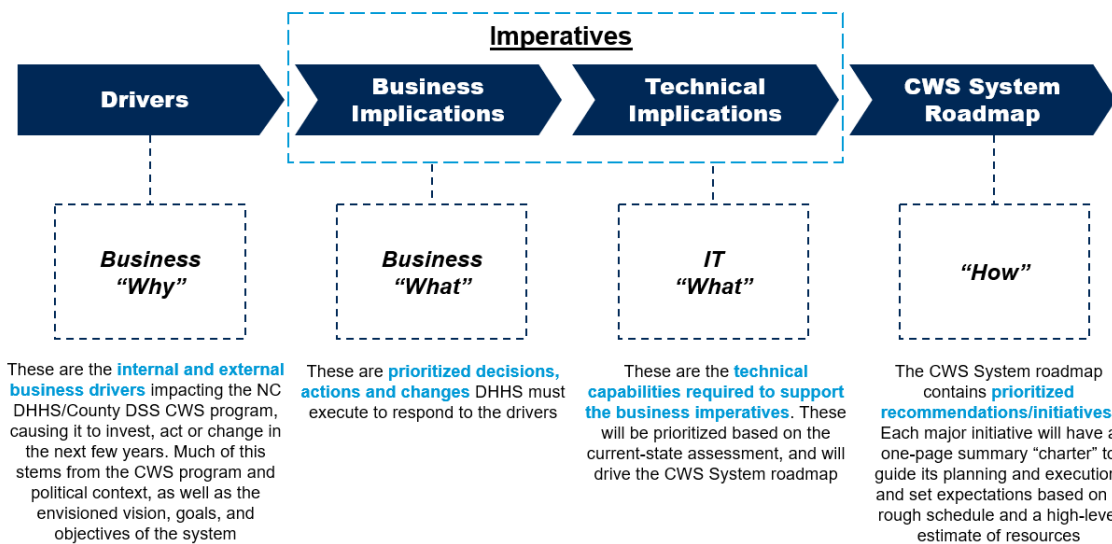 Imperatives
Drivers
Business
Implications
Technical
Implications
CWS System
Roadmap
Business
“Why”
Business
“What”
IT
“What”
“How”
These are the internal and external
business drivers impacting the NC
DHHS/County DSS CWS program,
causing it to invest, act or change in
the next few years. Much of this
stems from the CWS program and
political context, as well as the
envisioned vision, goals, and
objectives of the system
These are prioritized decisions,
actions and changes DHHS must
execute to respond to the drivers
These are the technical
capabilities required to support
the business imperatives. These
will be prioritized based on the
current-state assessment, and will
drive the CWS System roadmap
The CWS System roadmap
contains prioritized
recommendations/initiatives
Each major initiative will have a
one-page summary “charter” to
guide its planning and execution
and set expectations based on
rough schedule and a high-leve
estimate of resources